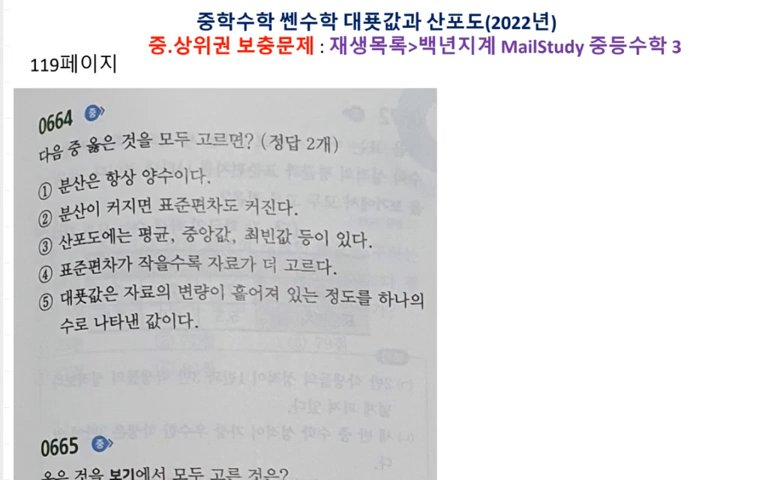 중학수학 쎈수학 대푯값과 산포도(2022년)
중.상위권 보충문제 : 재생목록>백년지계 MailStudy 중등수학 3
119페이지
0664 중
다음 중 옳은 것을 모두 고르면? (정답 2개)
① 분산은 항상 양수이다.
② 분산이 커지면 표준편차도 커진다.
③ 산포도에는 평균, 중앙값, 최빈값 등이 있다.
④ 표준편차가 작을수록 자료가 더 고르다.
⑤ 대푯값은 자료의 변량이 흩어져 있는 정도를 하나의
수로 나타낸 값이다.
0665 중
옳은 것을 보기에서 모두 고른 것은?